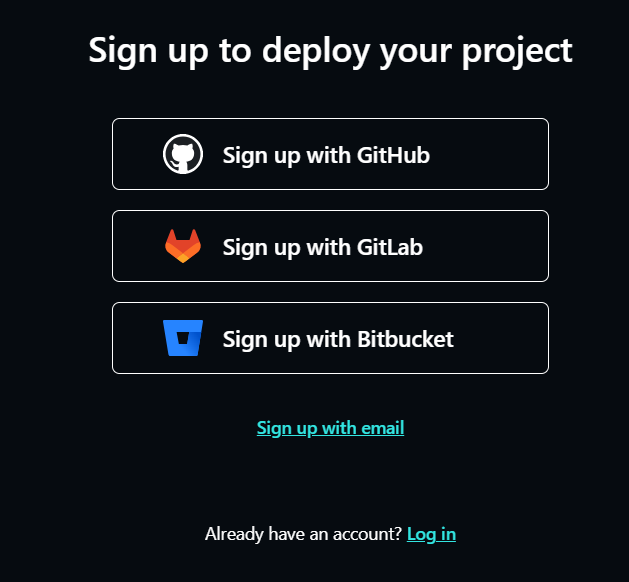 Sign up to deploy your project
Sign up with GitHub
Sign up with GitLab
Sign up with Bitbucket
Sign up with email
Already have an account? Log in